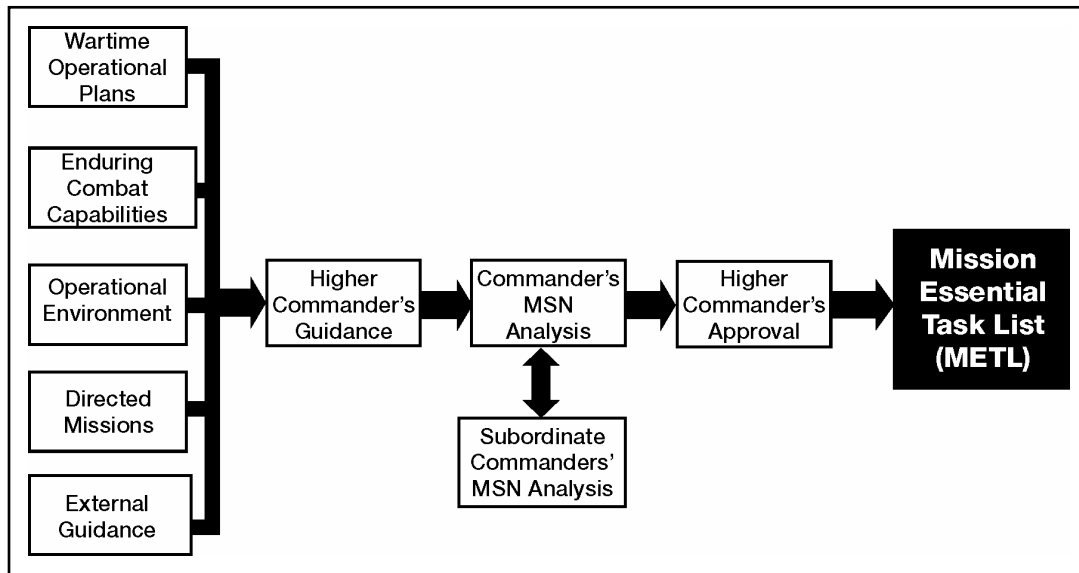 Wartime
Operational
Plans
Enduring
Combat
Capabilities
Operational
Environment
Directed
Missions
External
Guidance
Higher
Commander’s
Guidance
Commander’s
MSN
Analysis
Subordinate
Commanders’
MSN Analysis
Higher
Commander’s
Approval
Mission
Essential
Task List
(METL)